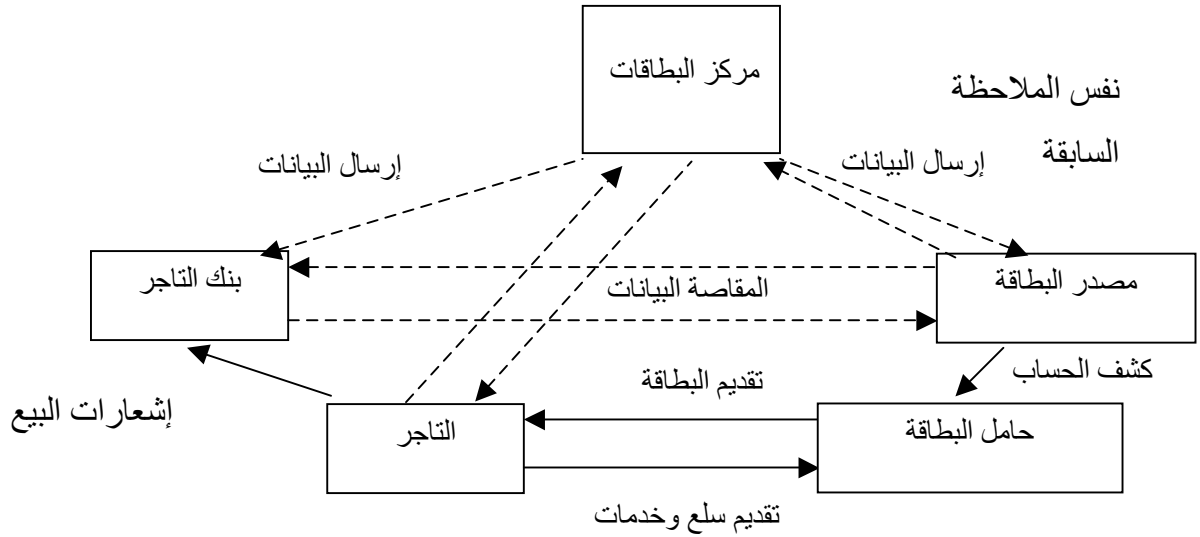 مركز البطاقات
نفس الملاحظة
السابقة
إرسال البيانات
إرسال البيانات
مصدر البطاقة
بنك التاجر
المقاصة البيانات
كشف الحساب
تقديم البطاقة
إشعارات البيع
حامل البطاقة
التاجر
تقديم سلع وخدمات